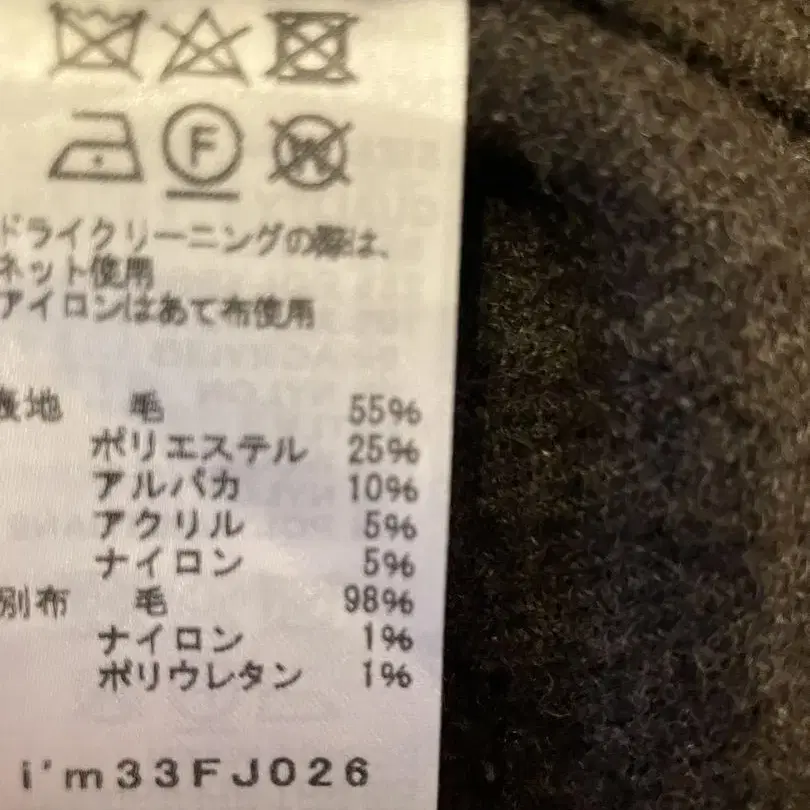 F
W
ドライクリーニングの際は、
ネット使用
アイロンはあて布使用
表地 毛 55%
ポリエステル 25%
アルパカ 10%
アクリル 5%
ナイロン 5%
別布 毛 98%
ナイロン 1%
ポリウレタン 1%
i'm33FJ026